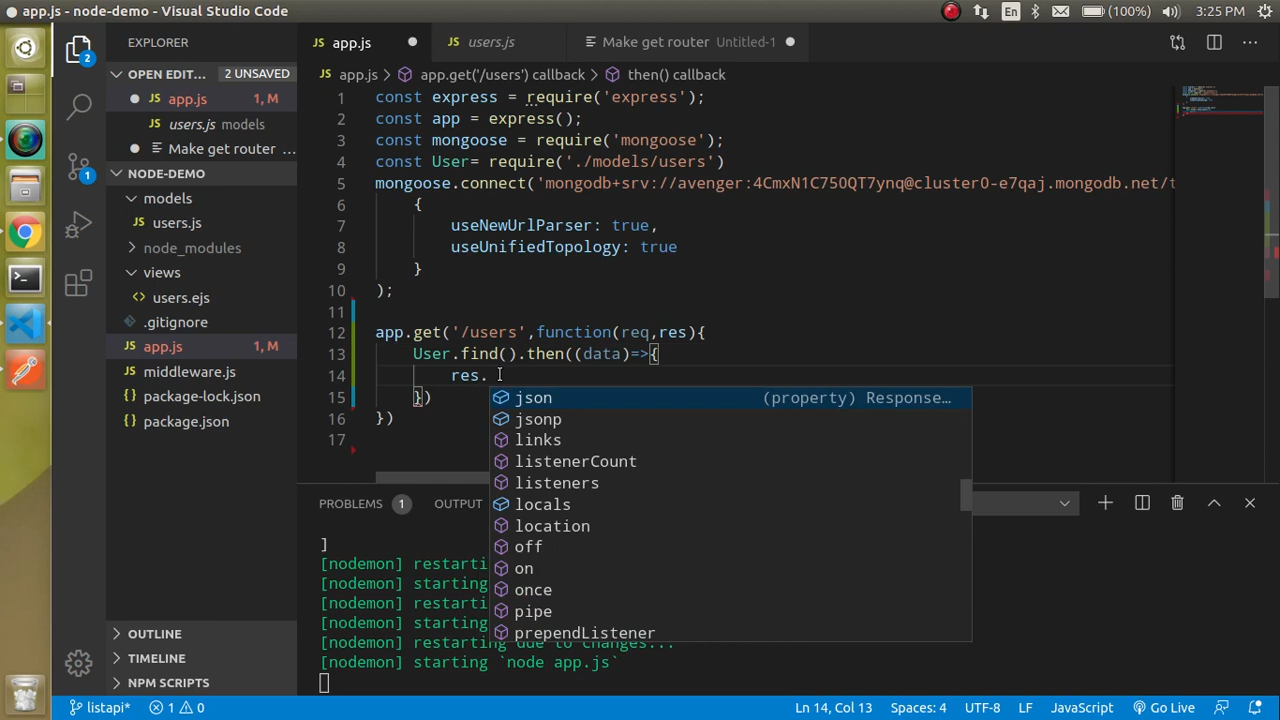 app.js - node-demo - Visual Studio Code
En
(100%)
3:25 PM
EXPLORER
app.js
users.js
Make get router Untitled-1
2
OPEN EDIT... 2 UNSAVED
app.js 1, M
users.js models
Make get router ...
NODE-DEMO
models
users.js
node_modules
views
users.ejs
.gitignore
app.js 1, M
middleware.js
package-lock.json
package.json
OUTLINE
TIMELINE
NPM SCRIPTS
1
app.js > app.get('/users') callback > then() callback
1 const express = require('express');
2 const app = express();
3 const mongoose = require('mongoose');
4 const User= require('./models/users')
5 mongoose.connect('mongodb+srv://avenger:4CmxN1C75OQT7ynq@cluster0-e7qaj.mongodb.net/t
6 {
7 useNewUrlParser: true,
8 useUnifiedTopology: true
9 }
10 );
11
12 app.get('/users',function(req,res){
13 User.find().then((data)=>{
14 res.
15 })
16 })
17
json (property) Response…
jsonp
links
listenerCount
listeners
locals
location
off
on
once
pipe
prependListener
PROBLEMS 1 OUTPUT
]
[nodemon] restarti
[nodemon] starting
[nodemon] restarti
[nodemon] starting
[nodemon] restarting due to changes...
[nodemon] starting `node app.js`
listapi*
1 0
Ln 14, Col 13
Spaces: 4
UTF-8
LF
JavaScript
Go Live